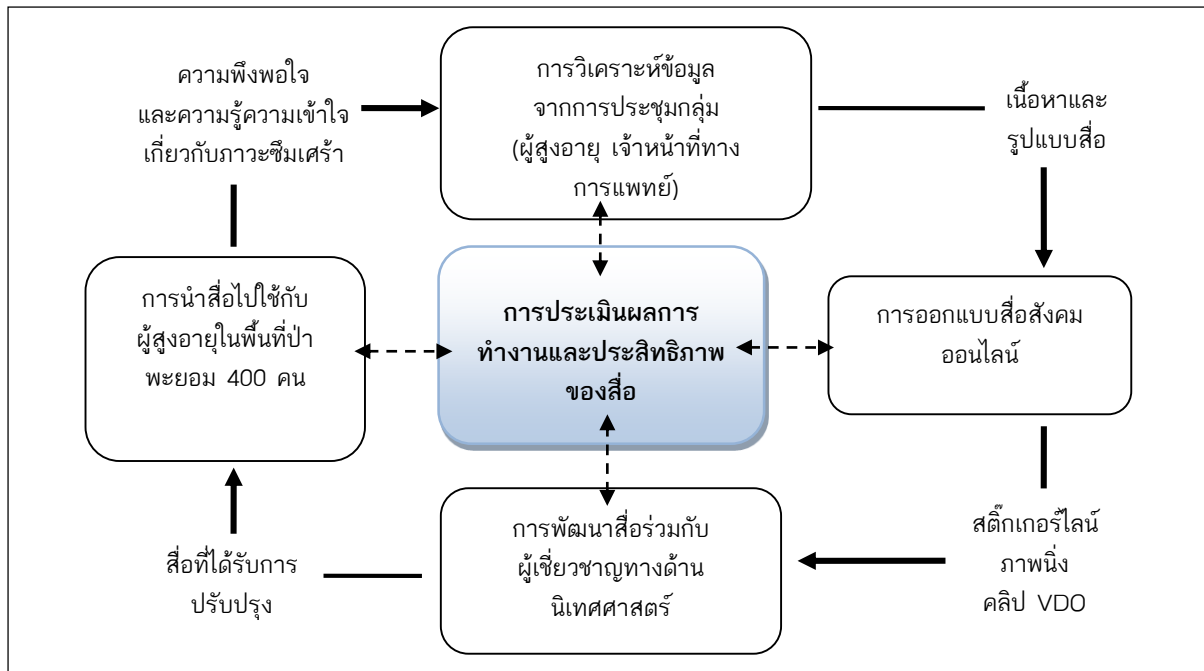 ความพึงพอใจ
และความรู้ความเข้าใจ
เกี่ยวกับภาวะซึมเศร้า
การวิเคราะห์ข้อมูล
จากการประชุมกลุ่ม
(ผู้สูงอายุ เจ้าหน้าที่ทาง
การแพทย์)
เนื้อหาและ
รูปแบบสื่อ
การนำสื่อไปใช้กับ
ผู้สูงอายุในพื้นที่ป่า
พะยอม 400 คน
การประเมินผลการ
ทำงานและประสิทธิภาพ
ของสื่อ
การออกแบบสื่อสังคม
ออนไลน์
สื่อที่ได้รับการ
ปรับปรุง
การพัฒนาสื่อร่วมกับ
ผู้เชี่ยวชาญทางด้าน
นิเทศศาสตร์
สติ๊กเกอร์ไลน์
ภาพนิ่ง
คลิป VDO